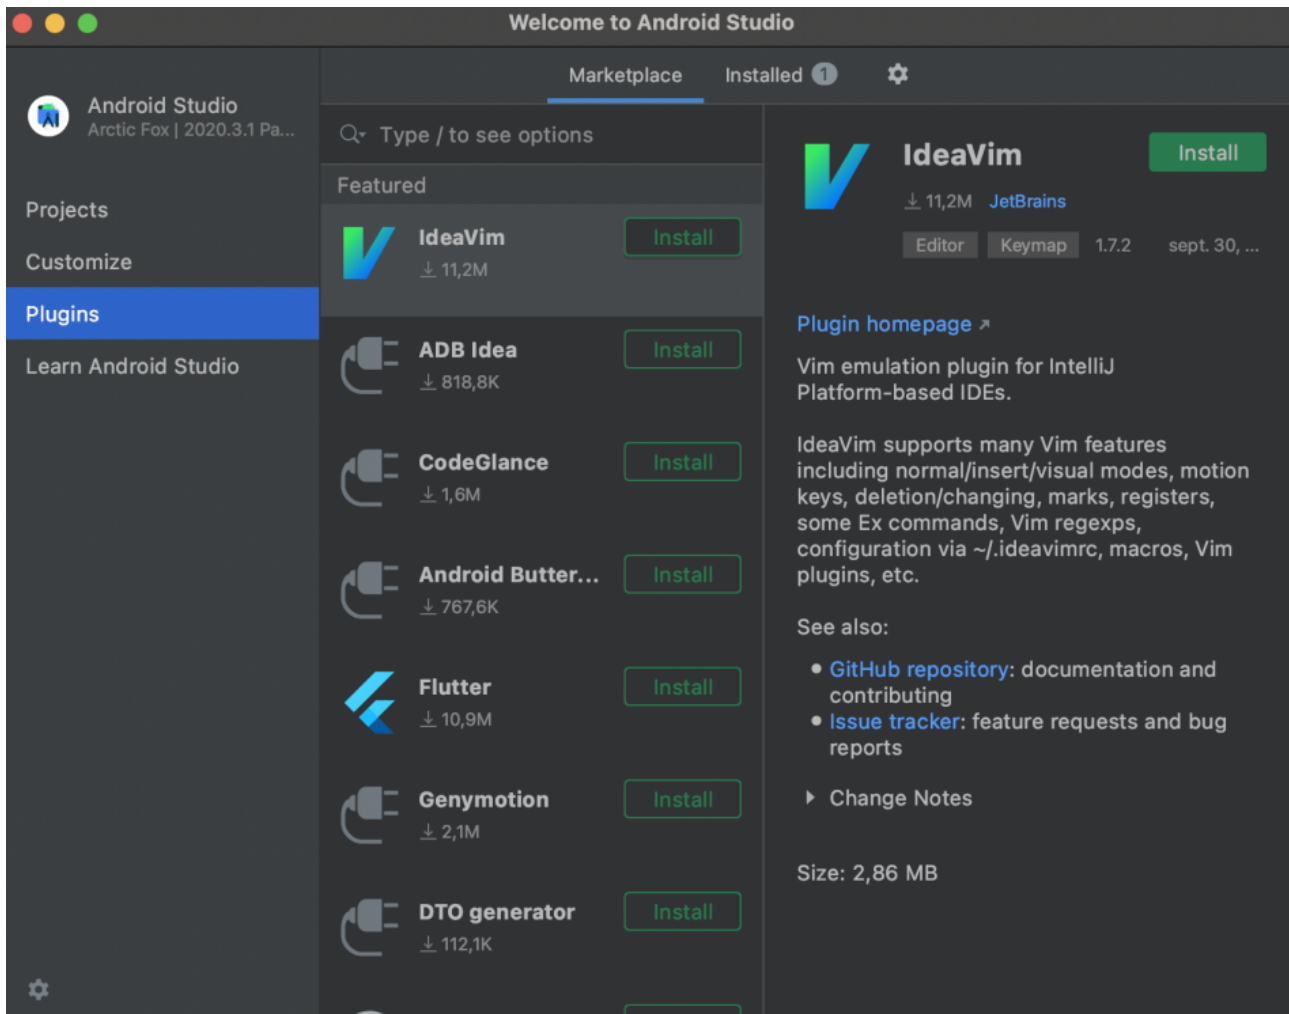 Welcome to Android Studio
Android Studio
Arctic Fox | 2020.3.1 Pa...
Projects
Customize
Plugins
Learn Android Studio
Marketplace
Installed 1
Type / to see options
Featured
IdeaVim
11,2M
Install
ADB Idea
818,8K
Install
CodeGlance
1,6M
Install
Android Butter...
767,6K
Install
Flutter
10,9M
Install
Genymotion
2,1M
Install
DTO generator
112,1K
Install
IdeaVim
Install
11,2M JetBrains
Editor Keymap 1.7.2 sept. 30, ...
Plugin homepage
Vim emulation plugin for IntelliJ
Platform-based IDEs.
IdeaVim supports many Vim features
including normal/insert/visual modes, motion
keys, deletion/changing, marks, registers,
some Ex commands, Vim regexps,
configuration via ~/.ideavimrc, macros, Vim
plugins, etc.
See also:
GitHub repository: documentation and
contributing
Issue tracker: feature requests and bug
reports
Change Notes
Size: 2,86 MB